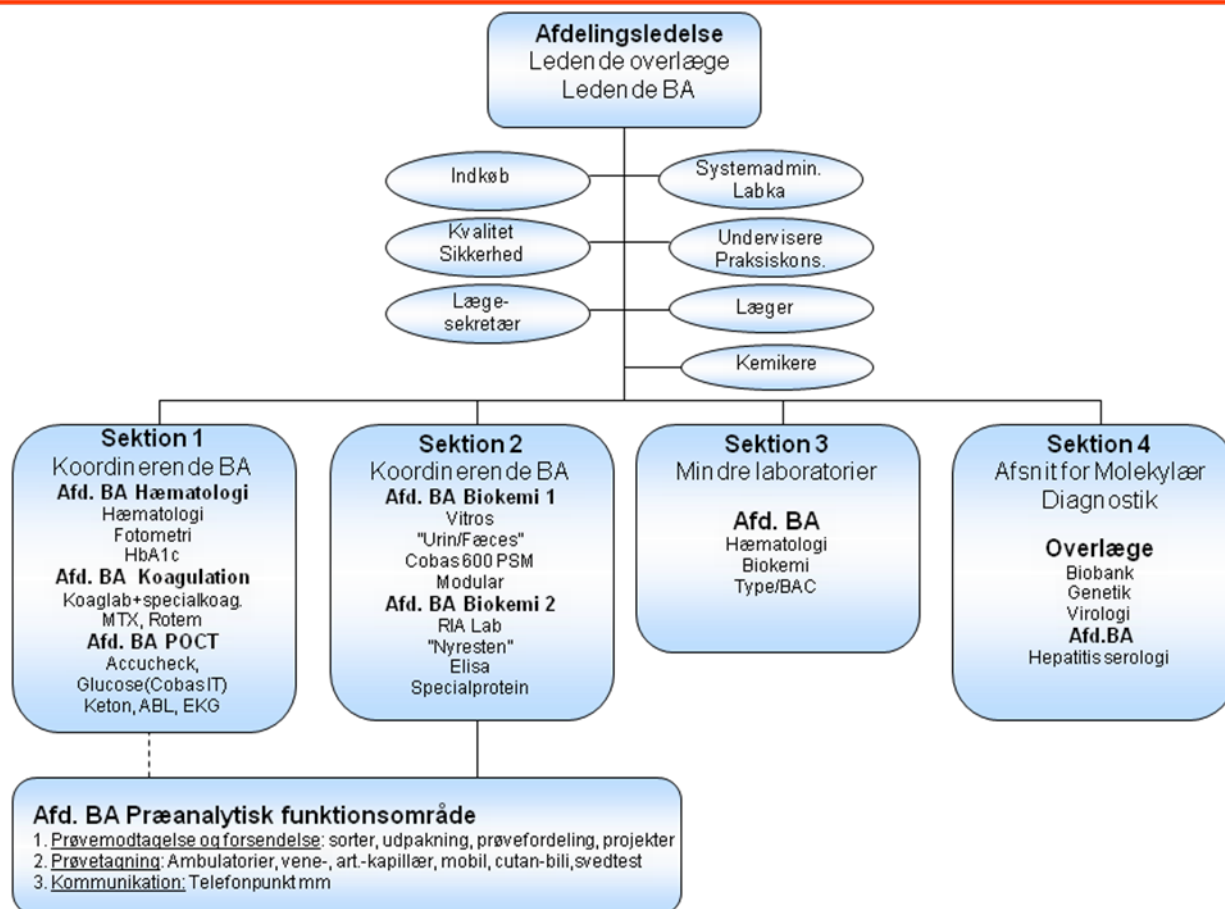 Afdelingsledelse
Ledende overlæge
Ledende BA
Indkøb
Systemadmin.
Labka
Kvalitet
Sikkerhed
Undervisere
Praksiskons.
Læge-
sekretær
Læger
Kemikere
Sektion 1
Koordinerende BA
Afd. BA Hæmatologi
Hæmatologi
Fotometri
HbA1c
Afd. BA Koagulation
Koaglab+specialkoag.
MTX, Rotem
Afd. BA POCT
Accucheck,
Glucose(Cobas IT)
Keton, ABL, EKG
Sektion 2
Koordinerende BA
Afd. BA Biokemi 1
Vitros
"Urin/Fæces"
Cobas 600 PSM
Modular
Afd. BA Biokemi 2
RIA Lab
"Nyresten"
Elisa
Specialprotein
Sektion 3
Mindre laboratorier
Afd. BA
Hæmatologi
Biokemi
Type/BAC
Sektion 4
Afsnit for Molekylær
Diagnostik
Overlæge
Biobank
Genetik
Virologi
Afd.BA
Hepatitis serologi
Afd. BA Præanalytisk funktionsområde
1. Prøvemodtagelse og forsendelse: sorter, udpakning, prøvefordeling, projekter
2. Prøvetagning: Ambulatorier, vene-, art.-kapillær, mobil, cutan-bili,svedtest
3. Kommunikation: Telefonpunkt mm